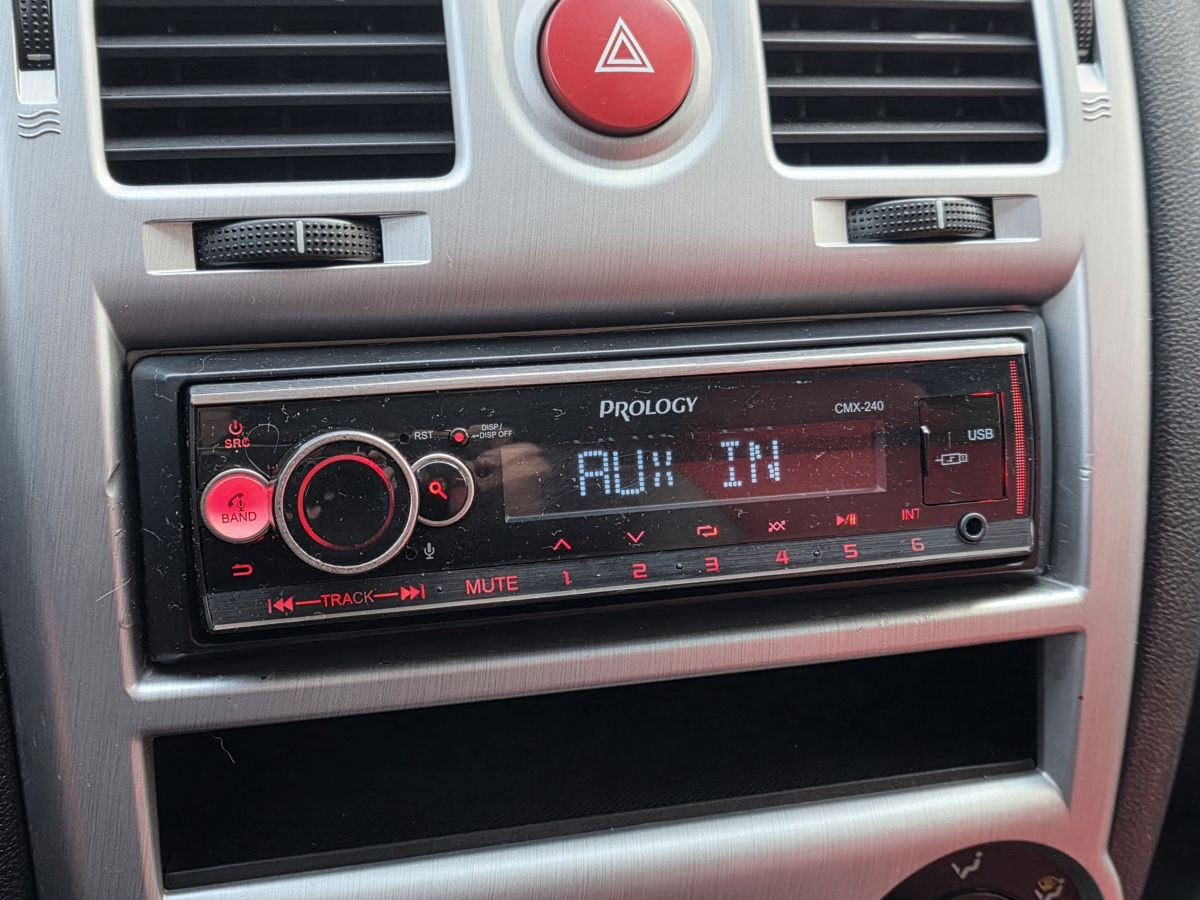 PROLOGY
CMX-240
SRC
RST
DISP /
DISP OFF
USB
AUX IN
BAND
INT
TRACK
MUTE
1 2 3 4 5 6